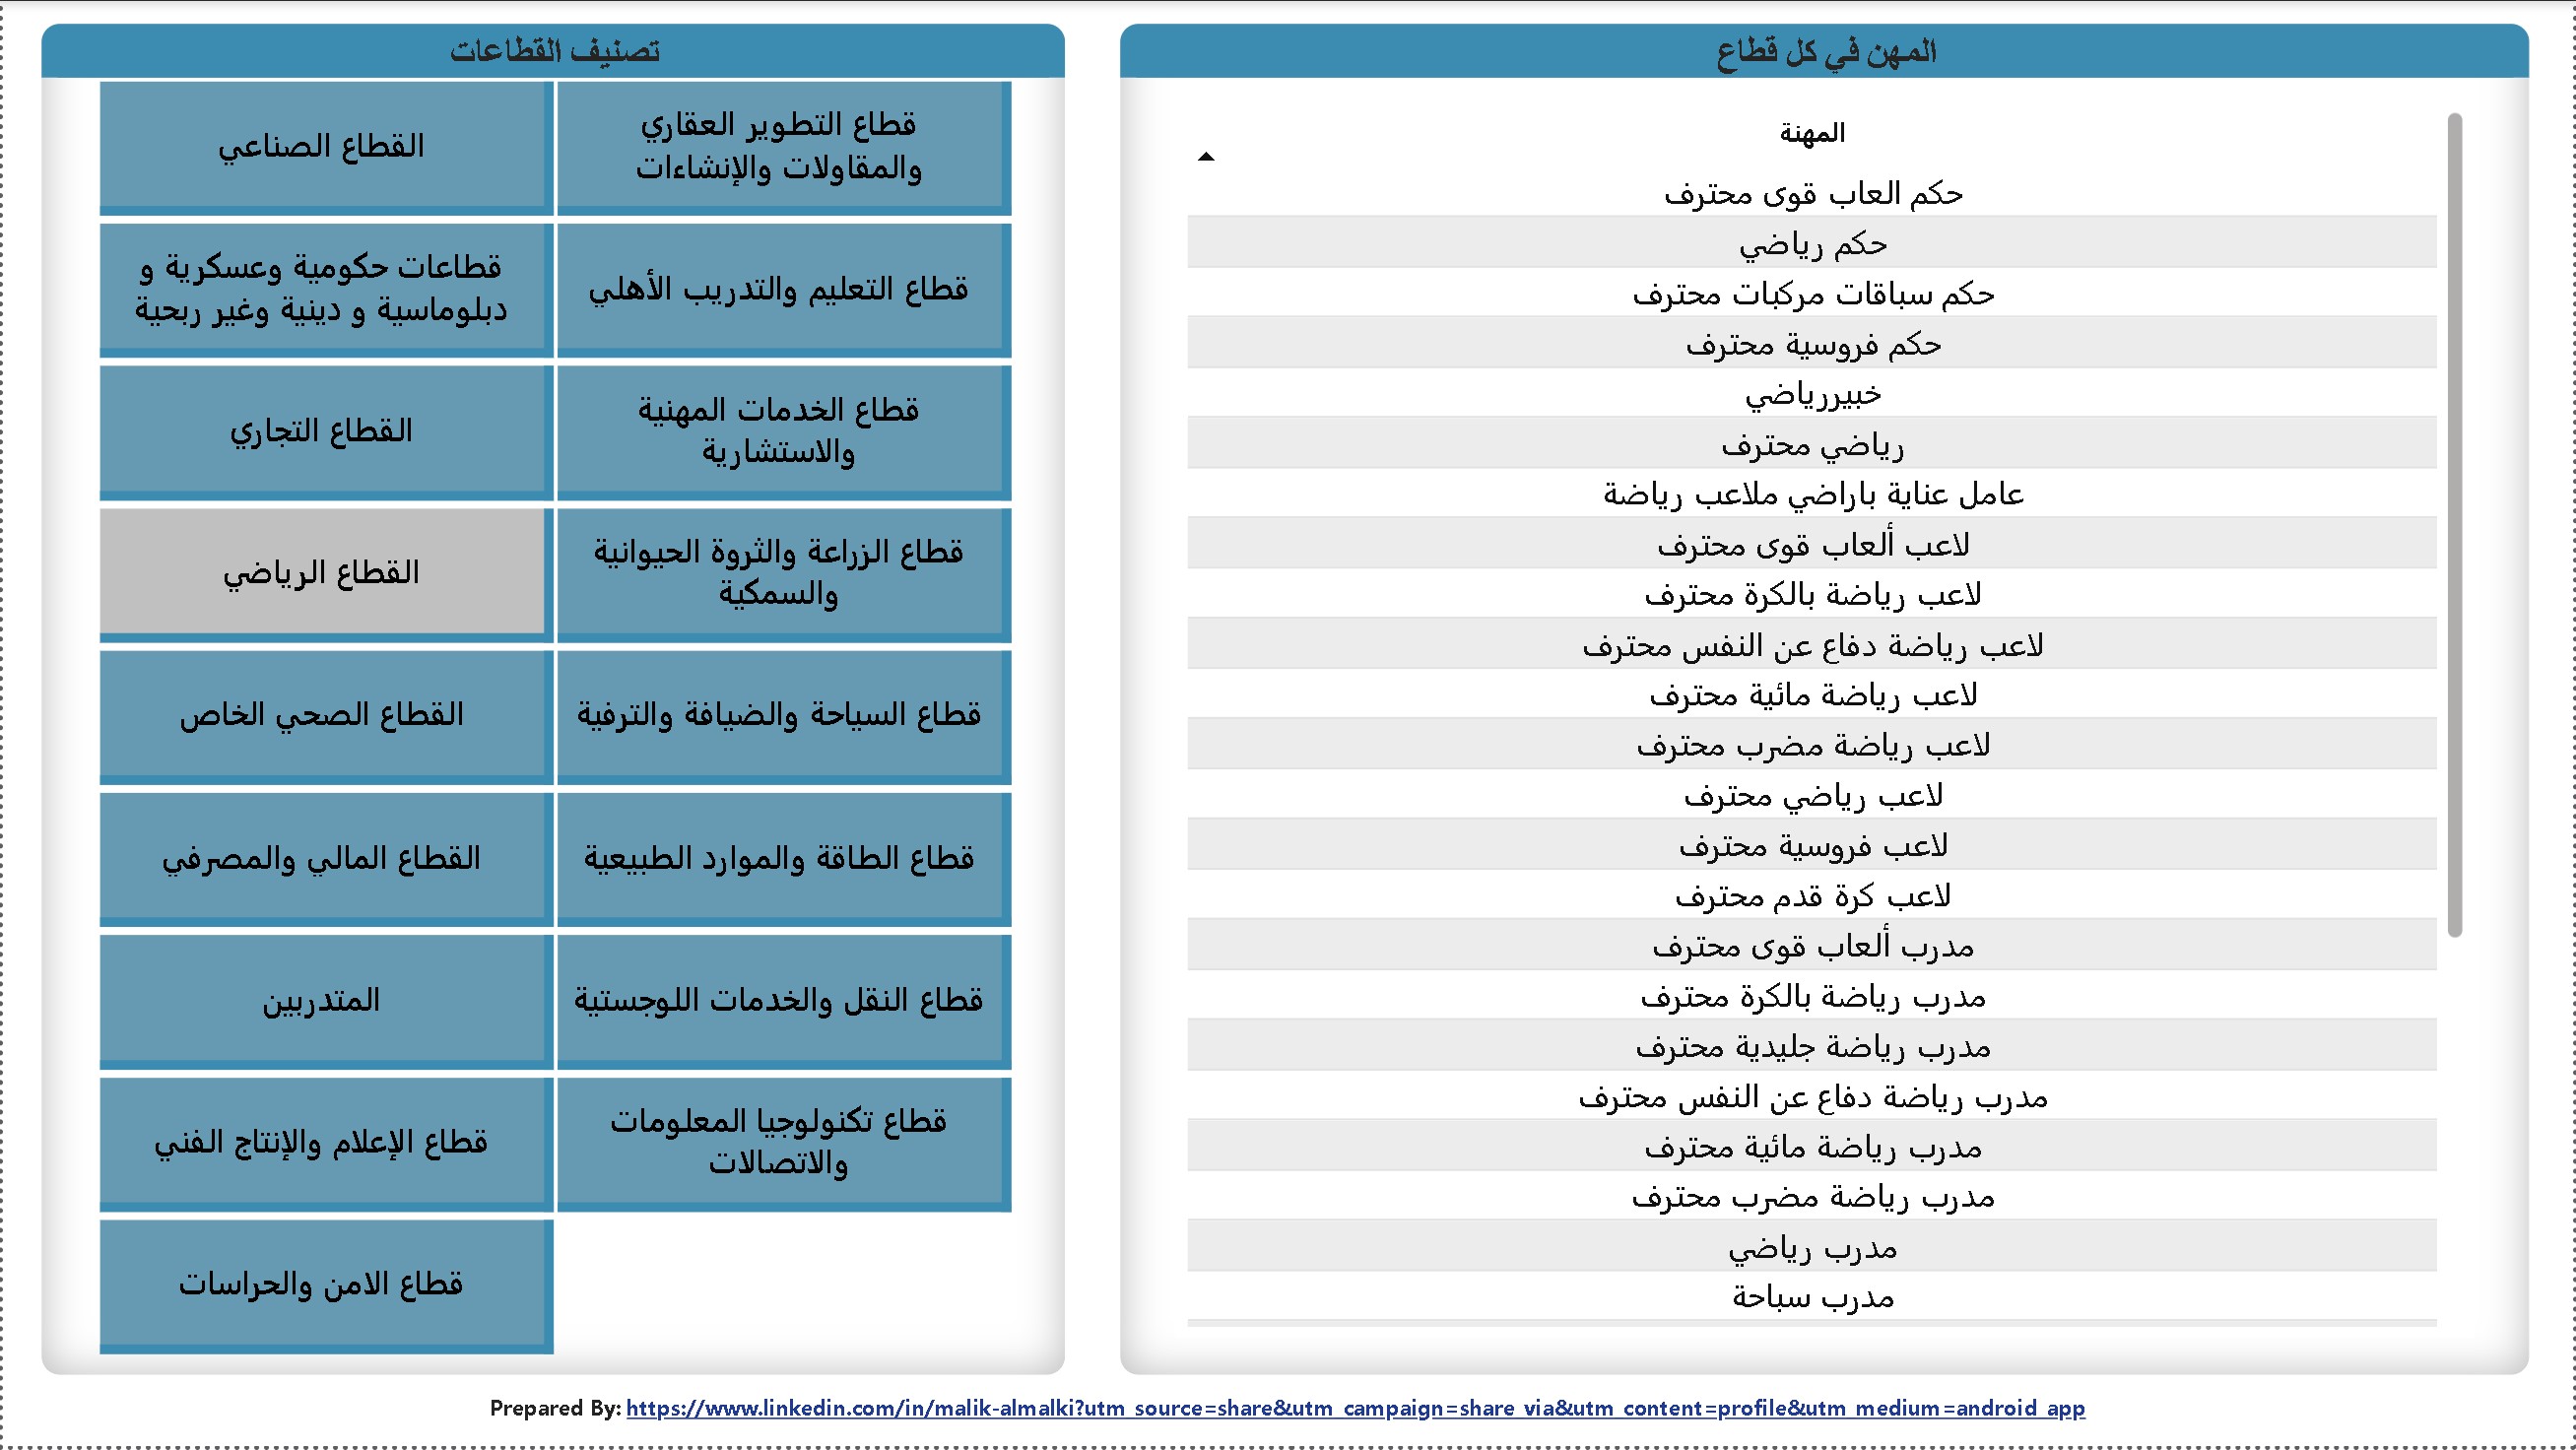 المهن في كل قطاع
المهنة
حكم العاب قوى محترف
حكم رياضي
حكم سباقات مركبات محترف
حكم فروسية محترف
خبيررياضي
رياضي محترف
عامل عناية باراضي ملاعب رياضة
لاعب ألعاب قوى محترف
لاعب رياضة بالكرة محترف
لاعب رياضة دفاع عن النفس محترف
لاعب رياضة مائية محترف
لاعب رياضة مضرب محترف
لاعب رياضي محترف
لاعب فروسية محترف
لاعب كرة قدم محترف
مدرب ألعاب قوى محترف
مدرب رياضة بالكرة محترف
مدرب رياضة جليدية محترف
مدرب رياضة دفاع عن النفس محترف
مدرب رياضة مائية محترف
مدرب رياضة مضرب محترف
مدرب رياضي
مدرب سباحة
تصنيف القطاعات
قطاع التطوير العقاري
والمقاولات والإنشاءات
القطاع الصناعي
قطاع التعليم والتدريب الأهلي
قطاعات حكومية وعسكرية و
دبلوماسية و دينية وغير ربحية
قطاع الخدمات المهنية
والاستشارية
القطاع التجاري
قطاع الزراعة والثروة الحيوانية
والسمكية
القطاع الرياضي
قطاع السياحة والضيافة والترفية
القطاع الصحي الخاص
قطاع الطاقة والموارد الطبيعية
القطاع المالي والمصرفي
قطاع النقل والخدمات اللوجستية
المتدربين
قطاع تكنولوجيا المعلومات
والاتصالات
قطاع الإعلام والإنتاج الفني
قطاع الامن والحراسات
Prepared By: https://www.linkedin.com/in/malik-almalki?utm_source=share&utm_campaign=share_via&utm_content=profile&utm_medium=android_app